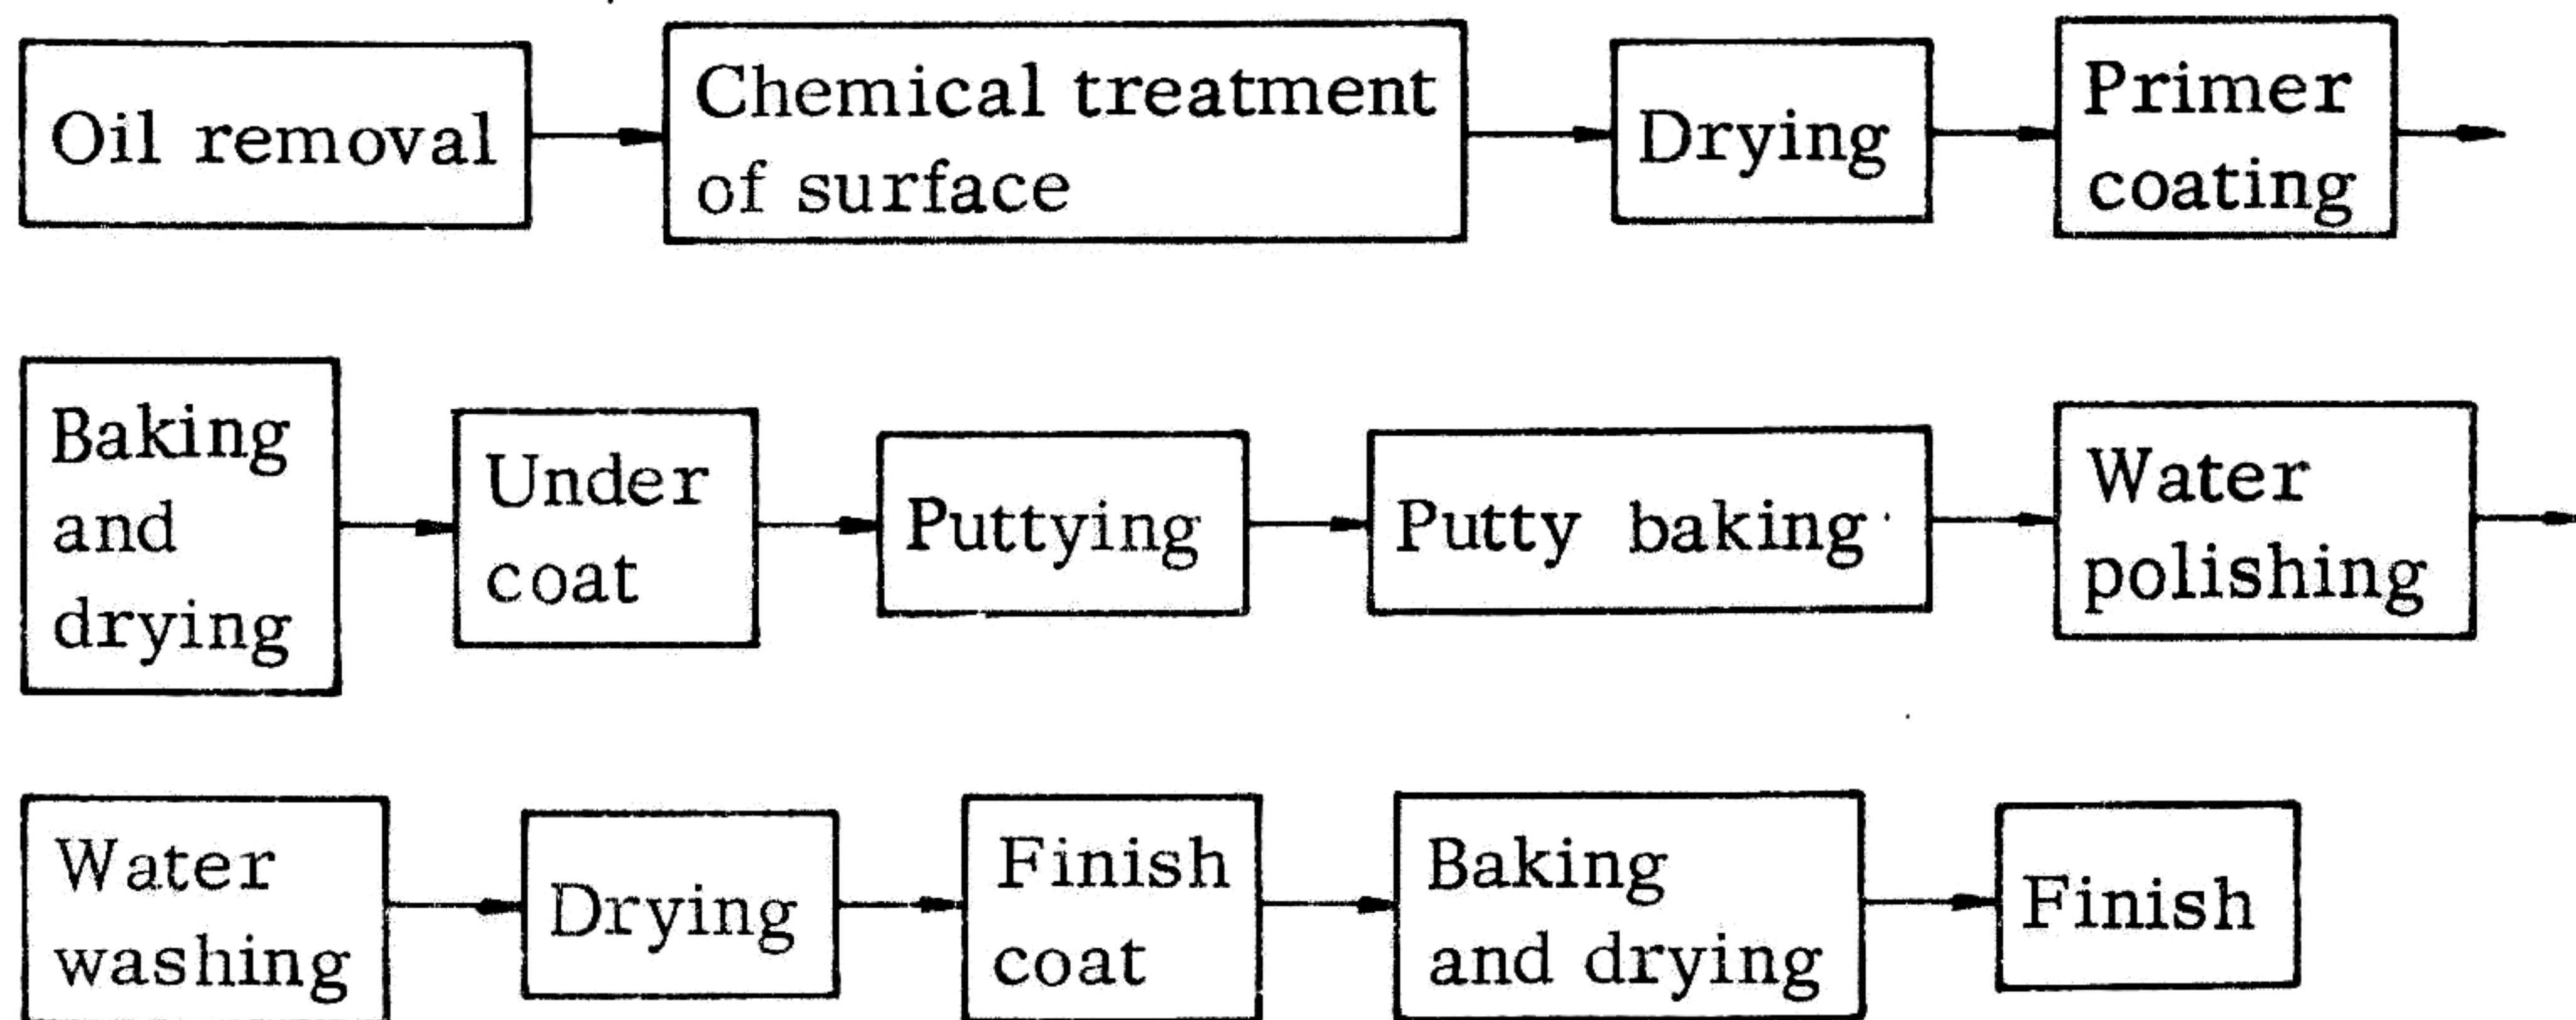 Oil removal
Chemical treatment
of surface
Drying
Primer
coating
Baking
and
drying
Under
coat
Puttying
Putty baking
Water
polishing
Water
washing
Drying
Finish
coat
Baking
and drying
Finish